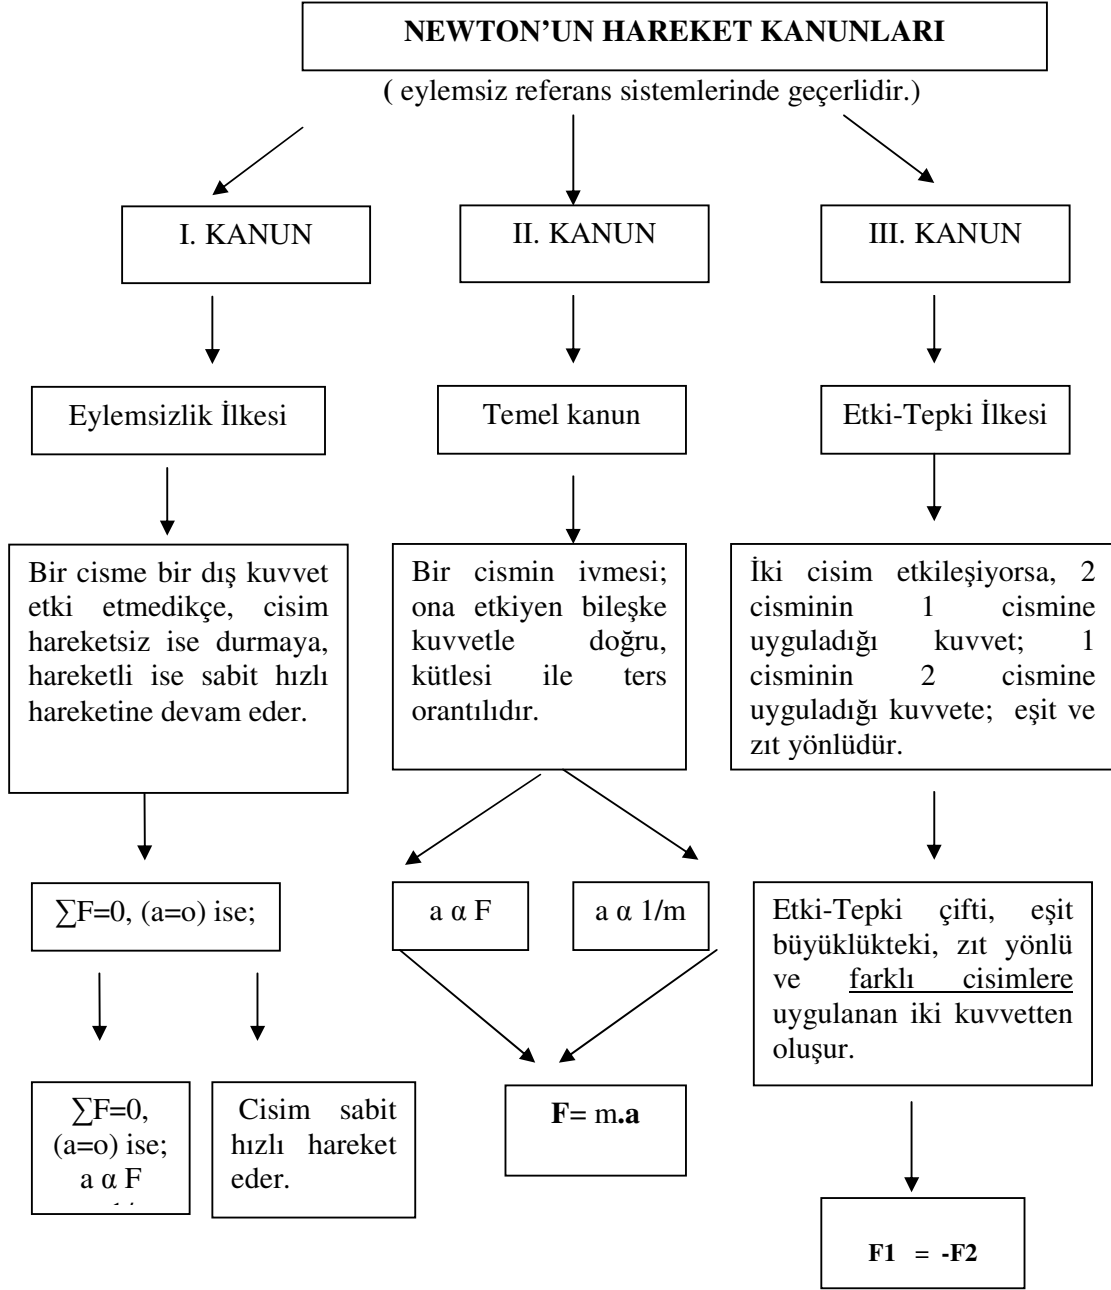 NEWTON’UN HAREKET KANUNLARI
( eylemsiz referans sistemlerinde geçerlidir.)
I. KANUN
II. KANUN
III. KANUN
Eylemsizlik İlkesi
Temel kanun
Etki-Tepki İlkesi
Bir cisme bir dış kuvvet
etki etmedikçe, cisim
hareketsiz ise durmaya,
hareketli ise sabit hızlı
hareketine devam eder.
Bir cismin ivmesi;
ona etkiyen bileşke
kuvvetle doğru,
kütlesi ile ters
orantılıdır.
İki cisim etkileşiyorsa, 2
cisminin 1 cismine
uyguladığı kuvvet; 1
cisminin 2 cismine
uyguladığı kuvvete; eşit ve
zıt yönlüdür.
∑F=0, (a=o) ise;
a α F
a α 1/m
Etki-Tepki çifti, eşit
büyüklükteki, zıt yönlü
ve farklı cisimlere
uygulanan iki kuvvetten
oluşur.
∑F=0,
(a=o) ise;
a α F
Cisim sabit
hızlı hareket
eder.
F= m.a
F1 = -F2